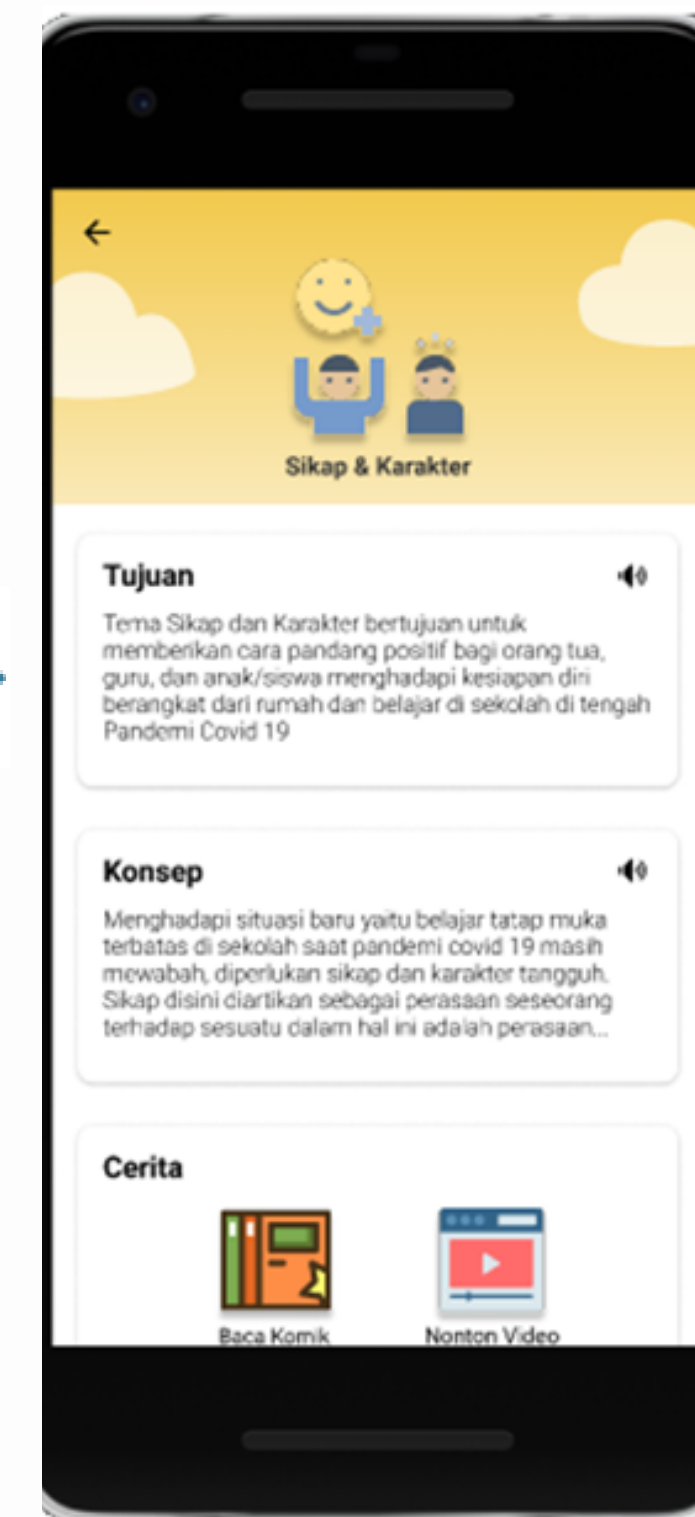 Sikap & Karakter
Tujuan
Tema Sikap dan Karakter bertujuan untuk
memberikan cara pandang positif bagi orang tua,
guru, dan anak/siswa menghadapi kesiapan diri
berangkat dari rumah dan belajar di sekolah di tengah
Pandemi Covid 19
Konsep
Menghadapi situasi baru yaitu belajar tatap muka
terbatas di sekolah saat pandemi covid 19 masih
mewabah, diperlukan sikap dan karakter tangguh.
Sikap disini diartikan sebagai perasaan seseorang
terhadap sesuatu dalam hal ini adalah perasaan...
Cerita
Baca Komik
Nonton Video